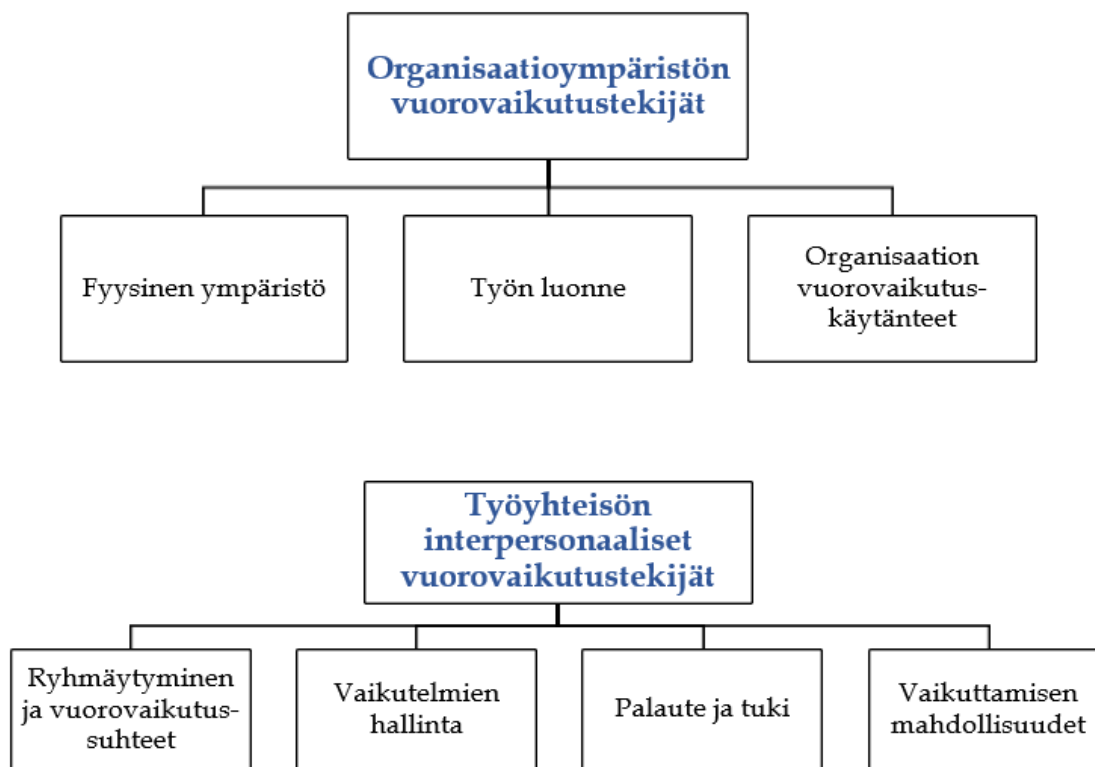 Organisaatioympäristön
vuorovaikutustekijät
Fyysinen ympäristö
Työn luonne
Organisaation
vuorovaikutus-
käytänteet
Työyhteisön
interpersonaaliset
vuorovaikutustekijät
Ryhmäytyminen
ja vuorovaikutus-
suhteet
Vaikutelmien
hallinta
Palaute ja tuki
Vaikuttamisen
mahdollisuudet